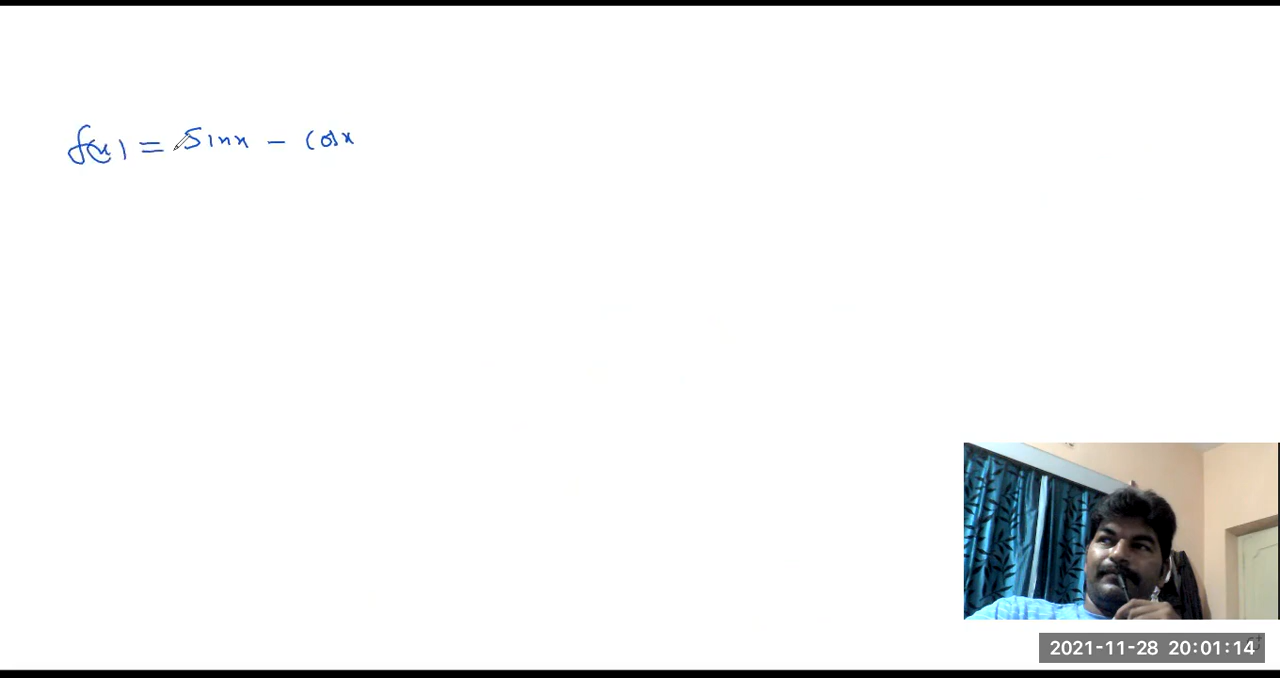 f(x) = sinx - cosx
2021-11-28 20:01:14